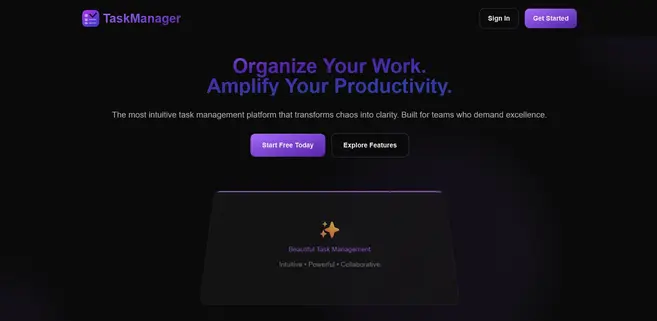 TaskManager
Sign In
Get Started
Organize Your Work.
Amplify Your Productivity.
The most intuitive task management platform that transforms chaos into clarity. Built for teams who demand excellence.
Start Free Today
Explore Features
Beautiful Task Management
Intuitive • Powerful • Collaborative